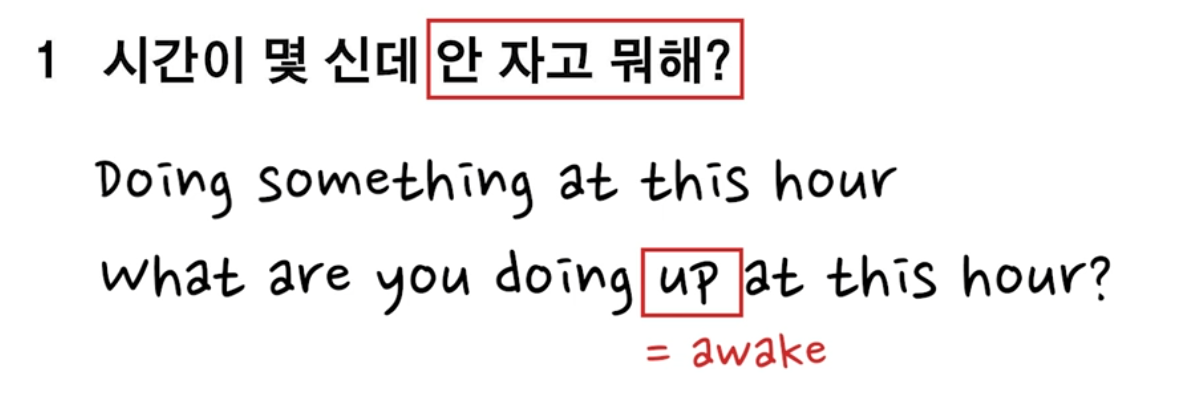 1 시간이 몇 신데 안 자고 뭐해?
Doing something at this hour
What are you doing up at this hour?
= awake